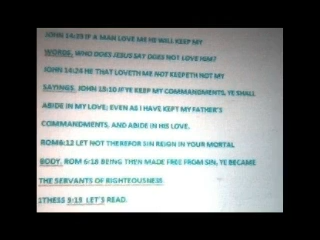 JOHN 14:23 IF A MAN LOVE ME HE WILL KEEP MY
WORDS. WHO DOES JESUS SAY DOES NOT LOVE HIM?
JOHN 14:24 HE THAT LOVETH ME NOT KEEPETH NOT MY
SAYINGS. JOHN 15:10 IF YE KEEP MY COMMANDMENTS, YE SHALL
ABIDE IN MY LOVE; EVEN AS I HAVE KEPT MY FATHER'S
COMMANDMENTS, AND ABIDE IN HIS LOVE.
ROM6:12 LET NOT THEREFOR SIN REIGN IN YOUR MORTAL
BODY. ROM 6:18 BEING THEN MADE FREE FROM SIN, YE BECAME
THE SERVANTS OF RIGHTEOUSNESS.
1THESS 5:15 LET'S READ.